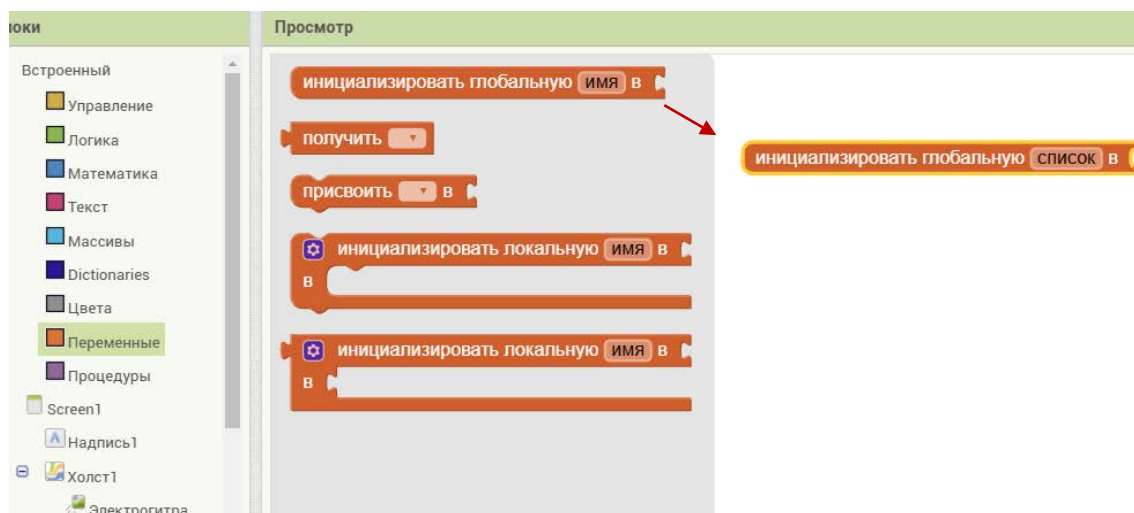 локи
Просмотр
Встроенный
Управление
Логика
Математика
Текст
Массивы
Dictionaries
Цвета
Переменные
Процедуры
Screen1
Надпись1
Холст1
Электрогитра
инициализировать глобальную имя в
получить
присвоить в
инициализировать локальную имя в
в
инициализировать локальную имя в
в
инициализировать глобальную список в